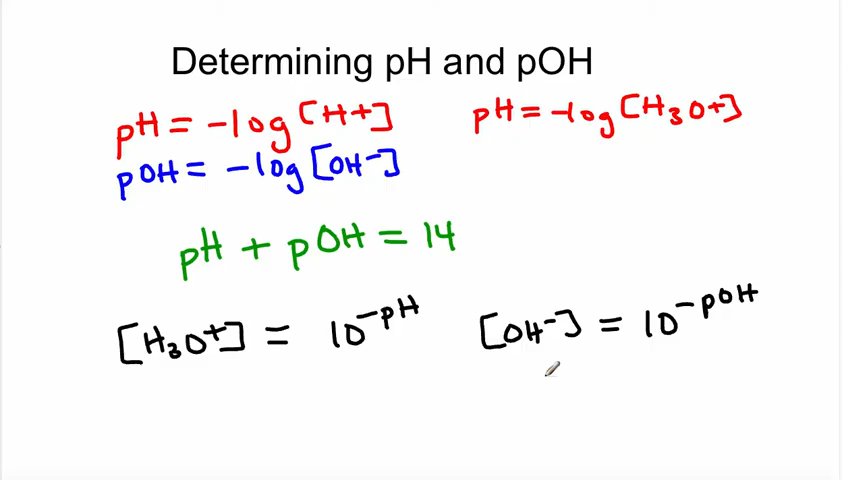 Determining pH and pOH
pH = -log [H+]
pH = -log [H₃O+]
pOH = -log [OH-]
pH + pOH = 14
[H₃O+] = 10^-pH
[OH-] = 10^-pOH